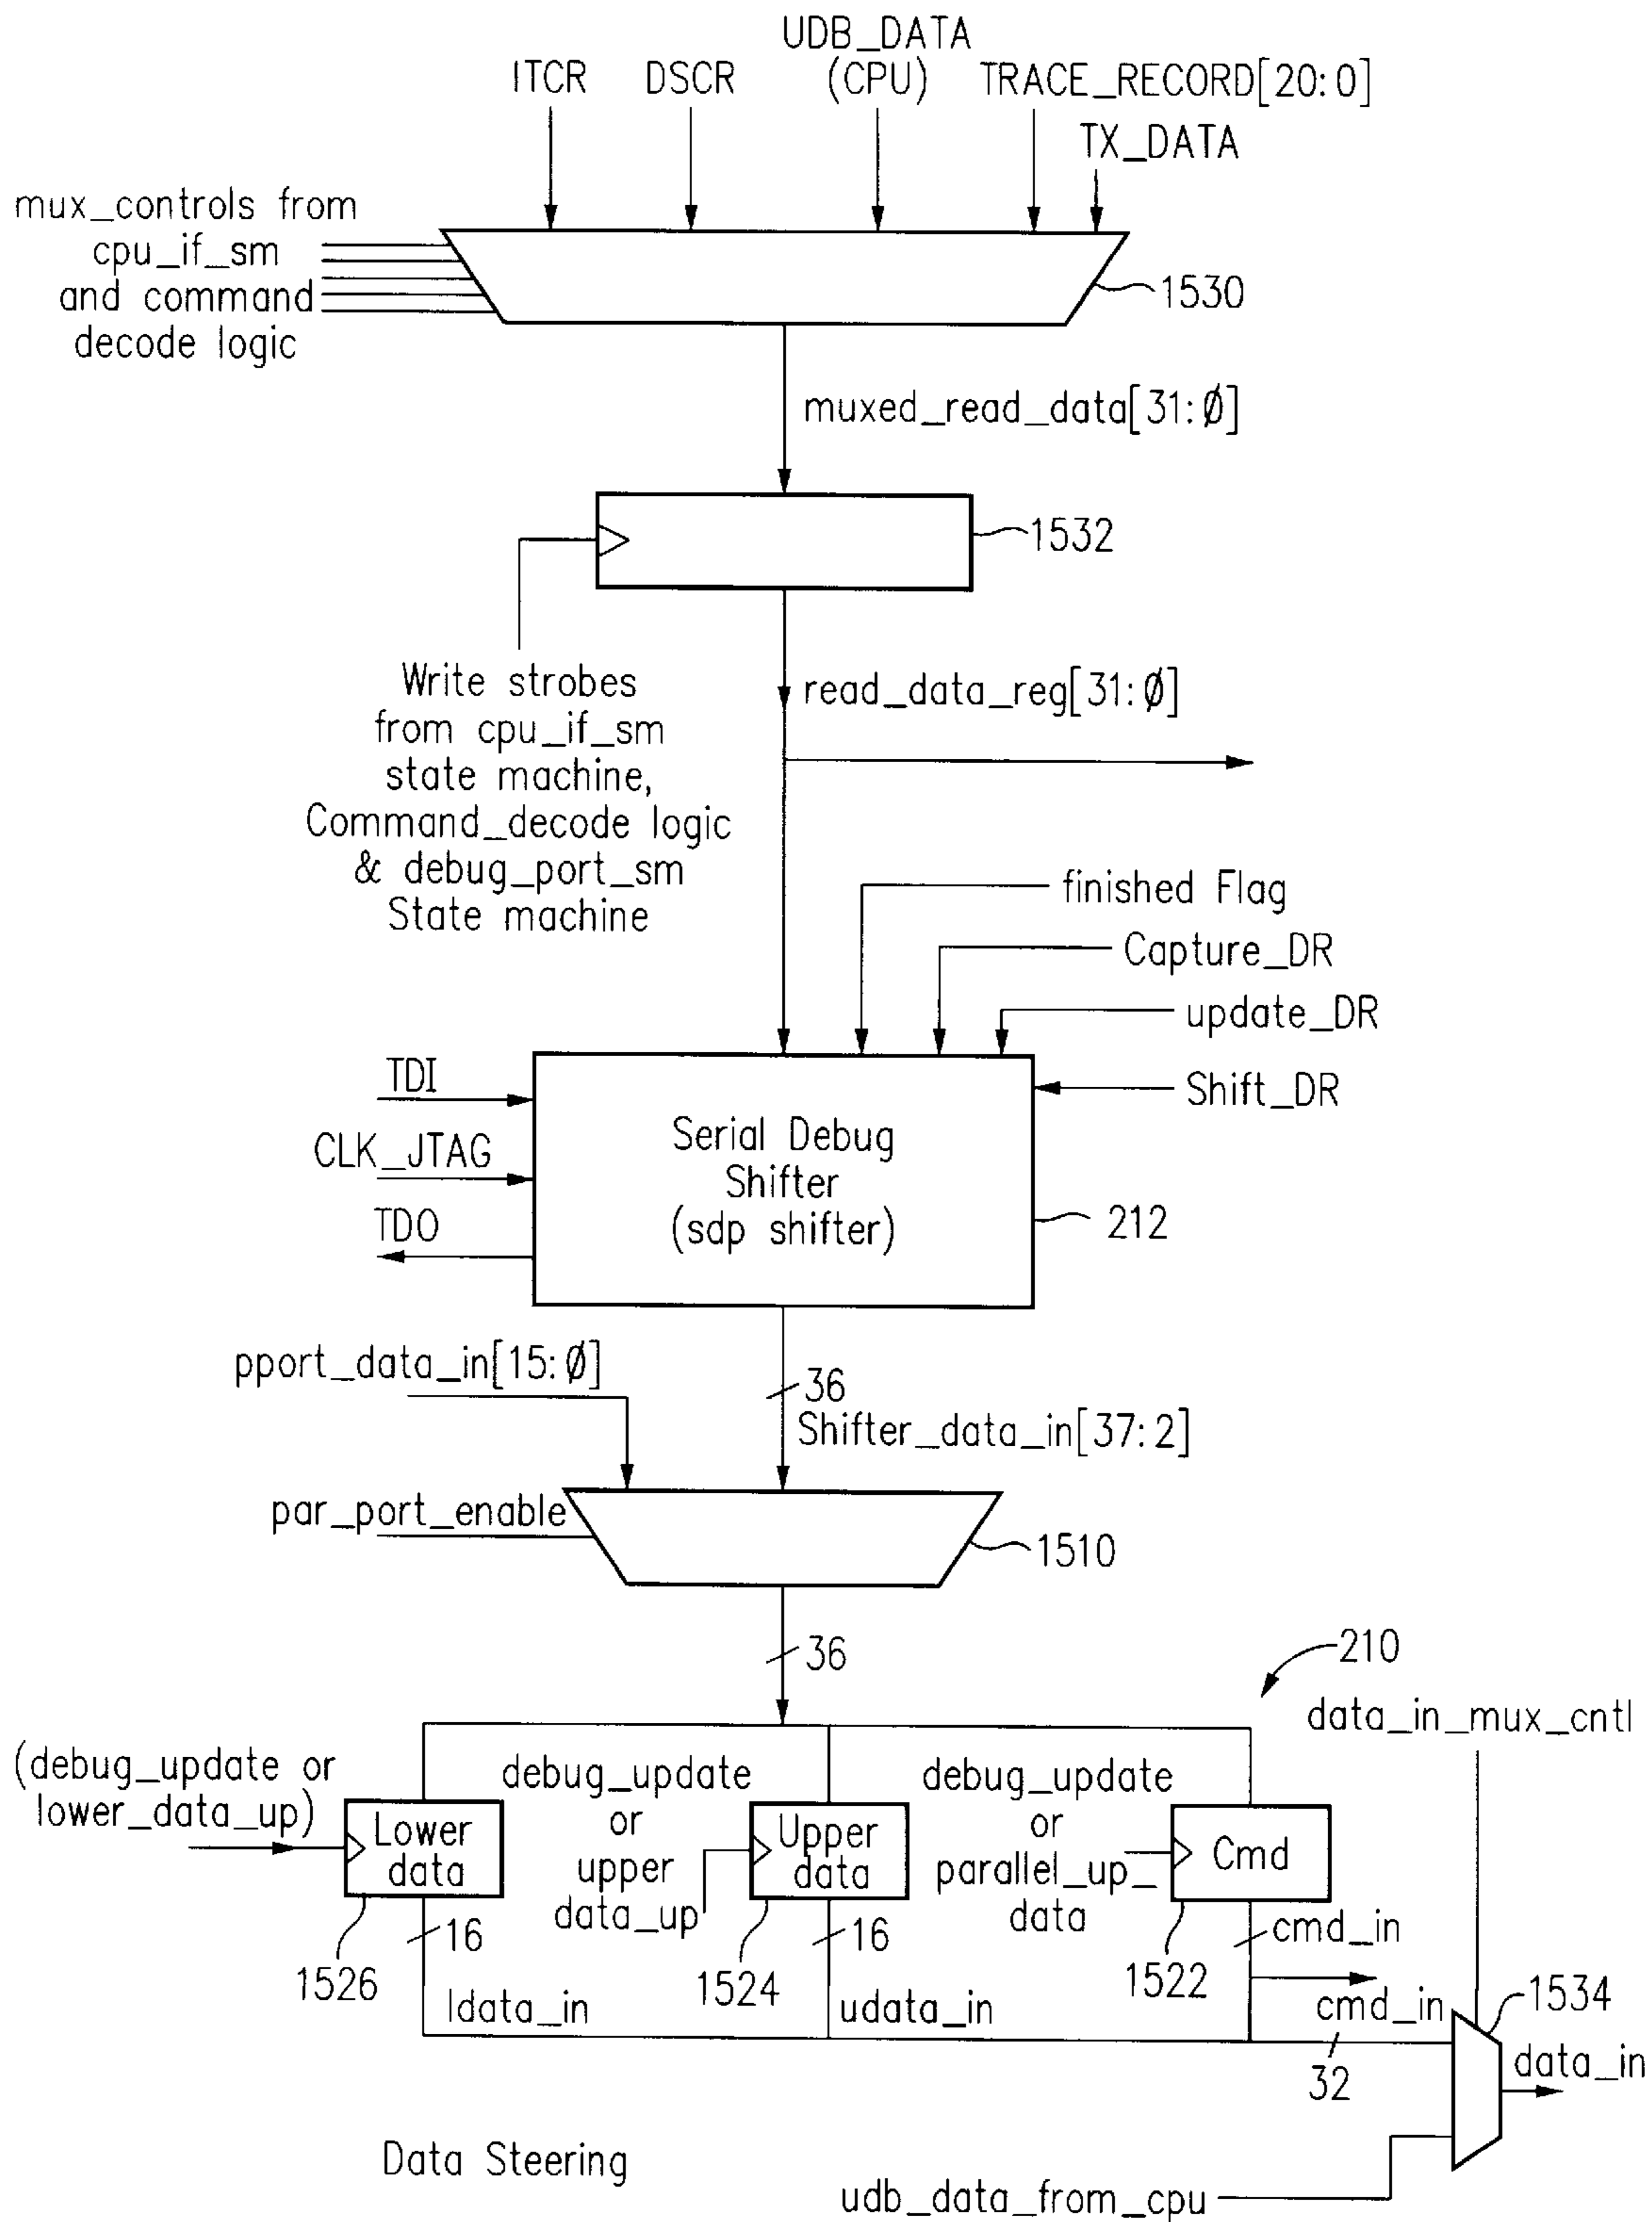 UDB_DATA
ITCR
DSCR
(CPU)
TRACE_RECORD[20:0]
TX_DATA
mux_controls from
cpu_if_sm
and command
decode logic
1530
muxed_read_data[31:Ø]
1532
Write strobes
from cpu_if_sm
state machine,
Command_decode logic
& debug_port_sm
State machine
read_data_reg[31:Ø]
finished Flag
Capture_DR
update_DR
Shift_DR
TDI
CLK_JTAG
TDO
Serial Debug
Shifter
(sdp shifter)
212
pport_data_in[15:Ø]
36
Shifter_data_in[37:2]
par_port_enable
1510
36
210
data_in_mux_cntl
(debug_update or
lower_data_up)
Lower
data
debug_update
or
upper
data_up
Upper
data
debug_update
or
parallel_up_
data
Cmd
16
16
cmd_in
1526
1524
1522
ldata_in
udata_in
cmd_in
1534
32
data_in
Data Steering
udb_data_from_cpu